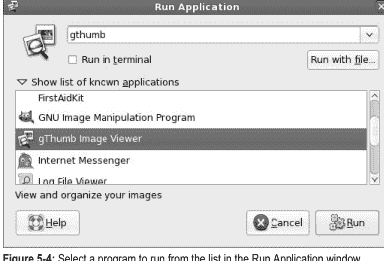 Run Application
gthumb
Run in terminal
Run with file...
Show list of known applications
FirstAidKit
GNU Image Manipulation Program
gThumb Image Viewer
Internet Messenger
Log File Viewer
View and organize your images
Help
Cancel
Run
Figure 5-4: Select a program to run from the list in the Run Application window